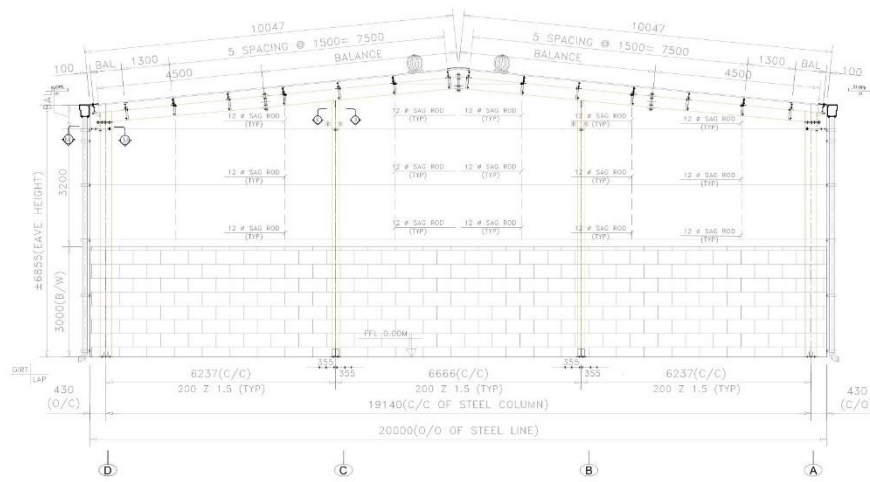 10047 10047
5 SPACING @ 1500= 7500 5 SPACING @ 1500= 7500
100 BAL 1300 BALANCE BALANCE 1300 BAL 100
4500 4500
BAL
12 ø SAG ROD 12 ø SAG ROD 12 ø SAG ROD 12 ø SAG ROD 12 ø SAG ROD
(TYP) (TYP) (TYP) (TYP) (TYP)
12 ø SAG ROD 12 ø SAG ROD 12 ø SAG ROD 12 ø SAG ROD 12 ø SAG ROD
(TYP) (TYP) (TYP) (TYP) (TYP)
12 ø SAG ROD 12 ø SAG ROD 12 ø SAG ROD 12 ø SAG ROD 12 ø SAG ROD
(TYP) (TYP) (TYP) (TYP) (TYP)
±6855(EAVE HEIGHT)
3200
3000(B/W)
FFL 0.00M
355 355
355 355
GIRT
LAP
6237(C/C) 6666(C/C) 6237(C/C)
200 Z 1.5 (TYP) 200 Z 1.5 (TYP) 200 Z 1.5 (TYP)
430 430
(O/C) 19140(C/C OF STEEL COLUMN) (C/O)
20000(O/O OF STEEL LINE)
D C B A